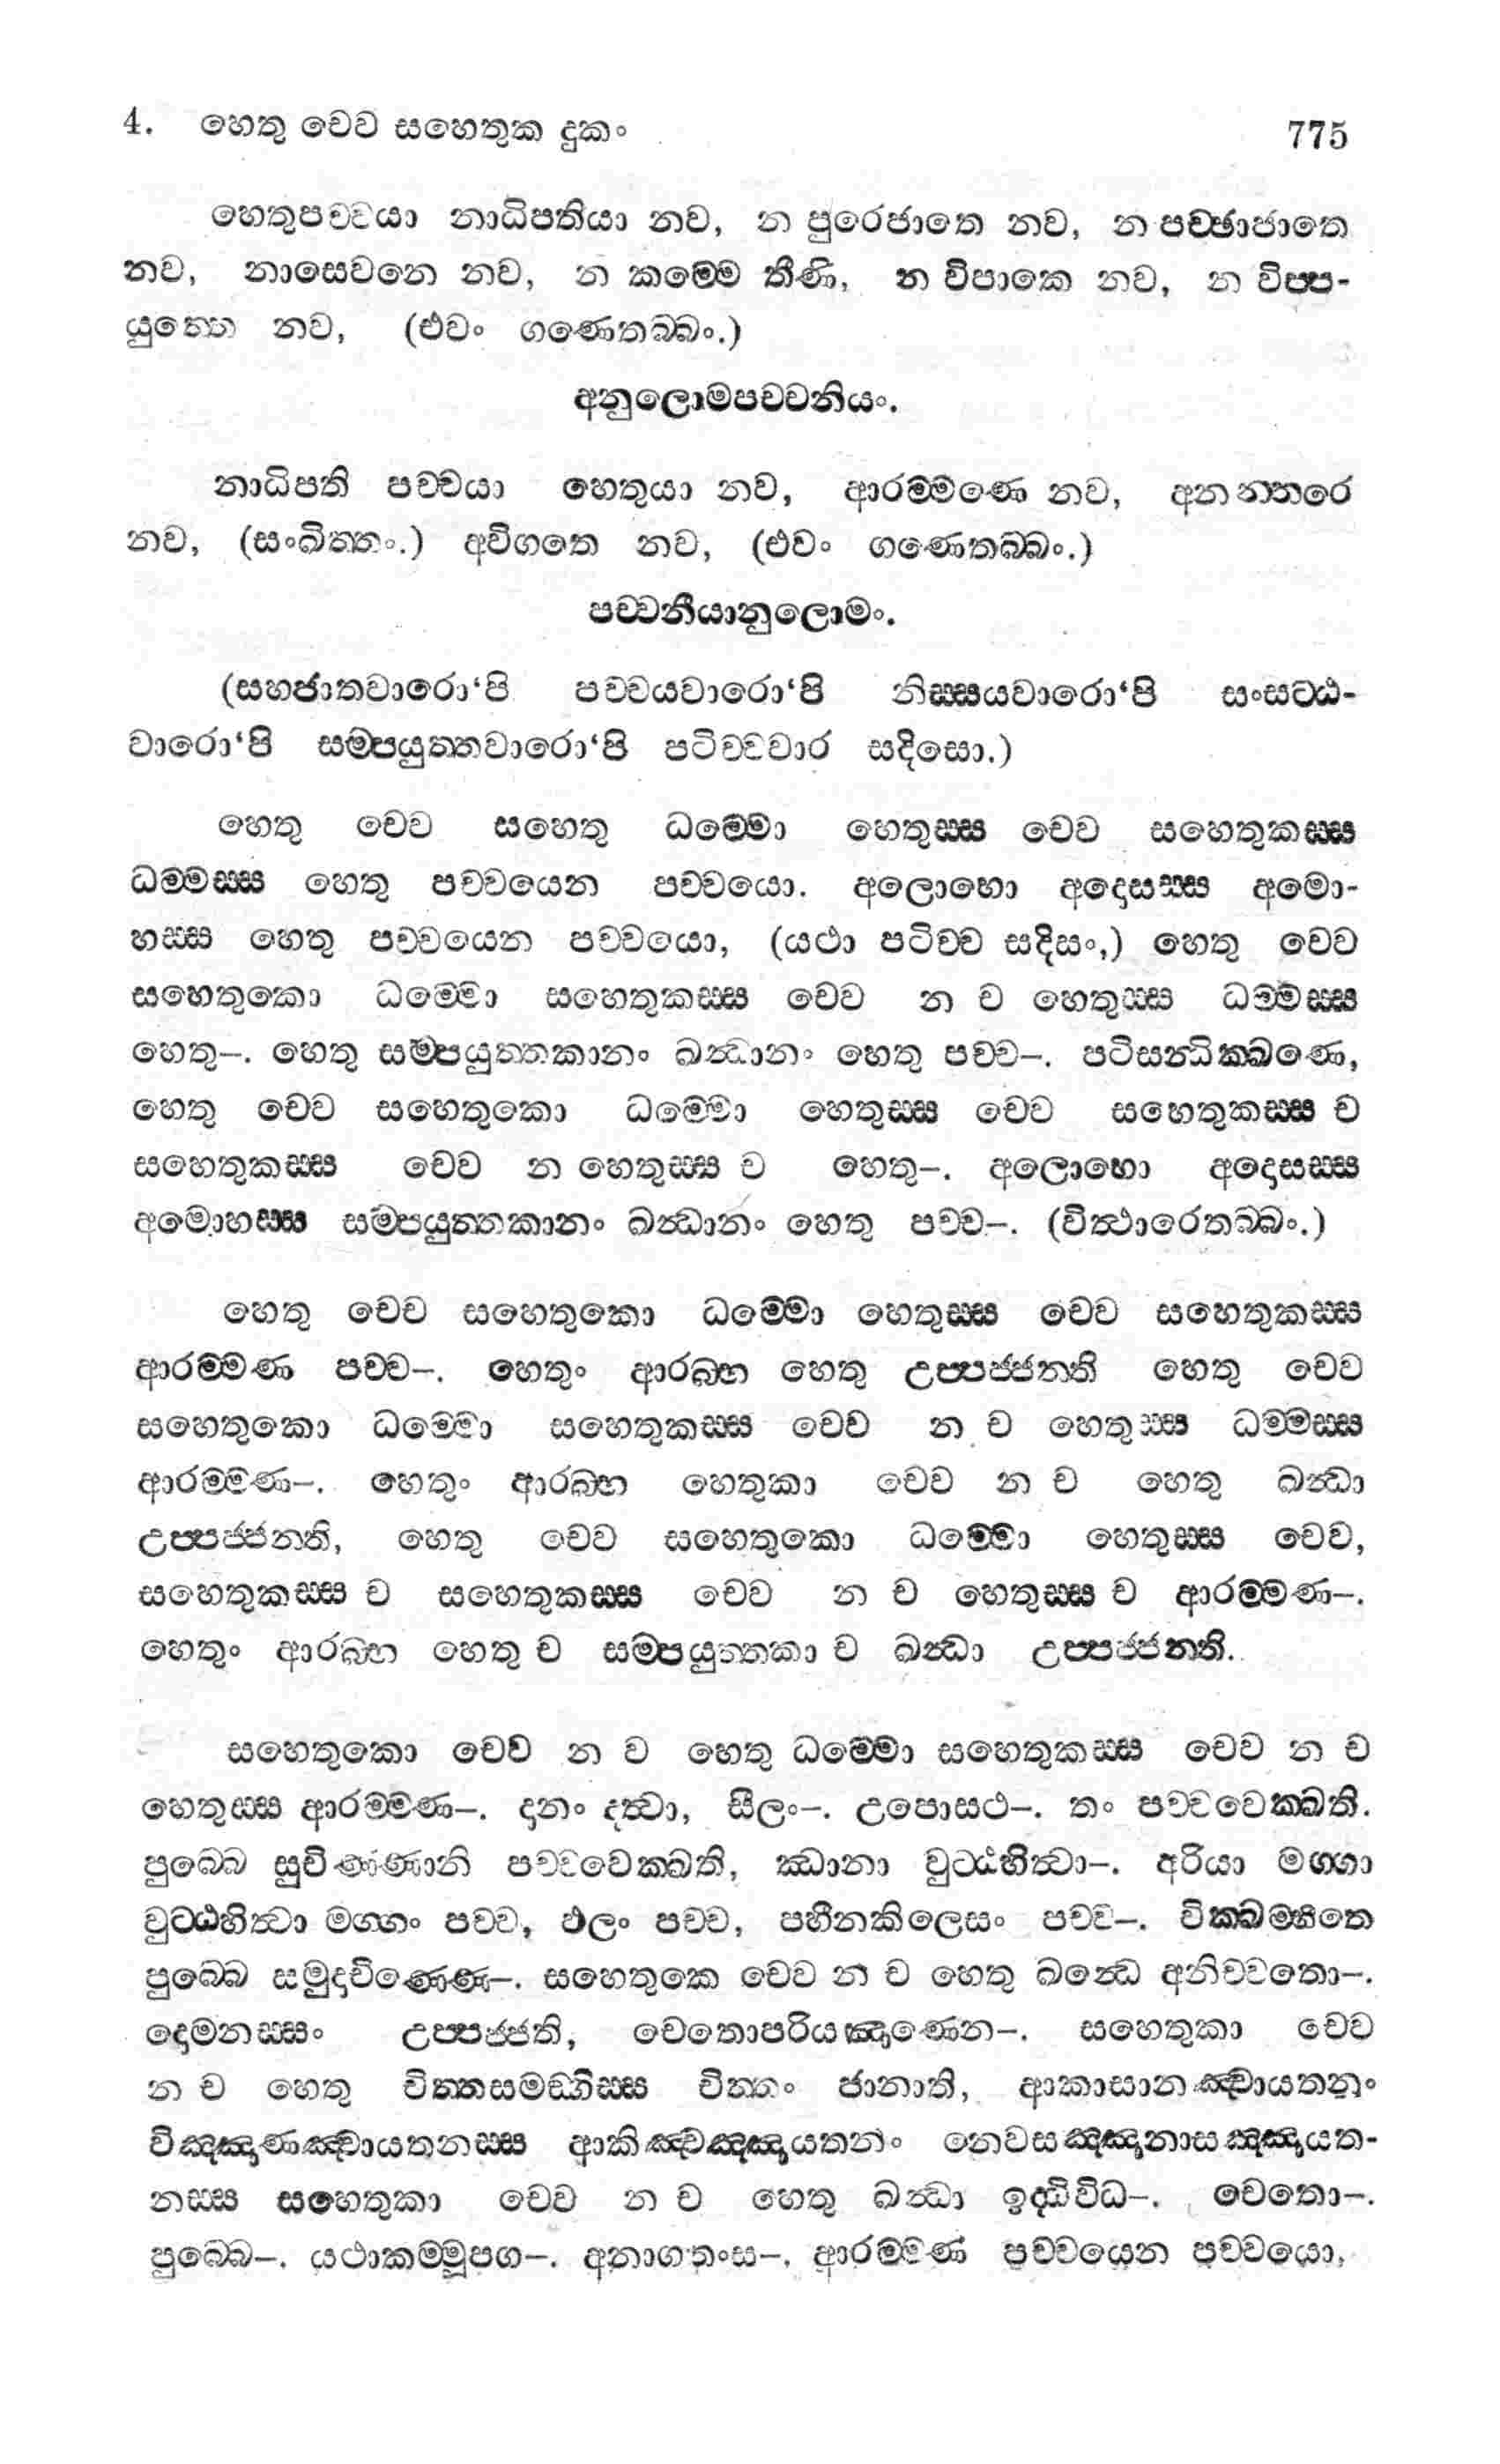 4. හෙතු චෙව සහෙතුක දුකං 775
හෙතුපච්චයා නාධිපතියා නව, න පුරෙජාතෙ නව, න පච්ඡාජාතෙ
නව, නාසෙවනෙ නව, න කම්මෙ තීණි, න විපාකෙ නව, න විප්ප-
යුත්තෙ නව, (එවං ගණෙතබ්බං.)
අනුලොමපච්චනියං.
නාධිපති පච්චයා හෙතුයා නව, ආරම්මණෙ නව, අනන්තරෙ
නව, (සංඛිත්තං.) අවිගතෙ නව, (එවං ගණෙතබ්බං.)
පච්චනීයානුලොමං.
(සහජාතවාරො‘පි පච්චයවාරො‘පි නිස්සයවාරො‘පි සංසට්ඨ-
වාරො‘පි සම්පයුත්තවාරො‘පි පටිච්චවාර සදිසො.)
හෙතු චෙව සහෙතු ධම්මො හෙතුස්ස චෙව සහෙතුකස්ස
ධම්මස්ස හෙතු පච්චයෙන පච්චයො. අලොභො අදොසස්ස අමො-
හස්ස හෙතු පච්චයෙන පච්චයො, (යථා පටිච්ච සදිසං,) හෙතු චෙව
සහෙතුකො ධම්මො සහෙතුකස්ස චෙව න ච හෙතුස්ස ධම්මස්ස
හෙතු–. හෙතු සම්පයුත්තකානං ඛන්ධානං හෙතු පච්ච–. පටිසන්ධික්ඛණෙ,
හෙතු චෙව සහෙතුකො ධම්මො හෙතුස්ස චෙව සහෙතුකස්ස ච
සහෙතුකස්ස චෙව න හෙතුස්ස ච හෙතු–. අලොභො අදොසස්ස
අමොහස්ස සම්පයුත්තකානං ඛන්ධානං හෙතු පච්ච–. (විත්ථාරෙතබ්බං.)
හෙතු චෙව සහෙතුකො ධම්මො හෙතුස්ස චෙව සහෙතුකස්ස
ආරම්මණ පච්ච–. හෙතුං ආරබ්භ හෙතු උප්පජ්ජන්ති හෙතු චෙව
සහෙතුකො ධම්මො සහෙතුකස්ස චෙව න ච හෙතුස්ස ධම්මස්ස
ආරම්මණ–. හෙතුං ආරබ්භ හෙතුකා චෙව න ච හෙතු ඛන්ධා
උප්පජ්ජන්ති, හෙතු චෙව සහෙතුකො ධම්මො හෙතුස්ස චෙව,
සහෙතුකස්ස ච සහෙතුකස්ස චෙව න ච හෙතුස්ස ච ආරම්මණ–.
හෙතුං ආරබ්භ හෙතු ච සම්පයුත්තකා ච ඛන්ධා උප්පජ්ජන්ති.
සහෙතුකො චෙව න ච හෙතු ධම්මො සහෙතුකස්ස චෙව න ච
හෙතුස්ස ආරම්මණ–. දානං දත්වා, සීලං–. උපොසථ–. තං පච්චවෙක්ඛති.
පුබ්බෙ සුචිණ්ණානි පච්චවෙක්ඛති, ඣානා වුට්ඨහිත්වා–. අරියා මග්ගා
වුට්ඨහිත්වා මග්ගං පච්ච, ඵලං පච්ච, පහීනකිලෙසං පච්ච–. වික්ඛම්භිතෙ
පුබ්බෙ සමුදාචිණ්ණෙ–. සහෙතුකෙ චෙව න ච හෙතු ඛන්ධෙ අනිච්චතො–.
දොමනස්සං උප්පජ්ජති, චෙතොපරියඤාණෙන–. සහෙතුකා චෙව
න ච හෙතු චිත්තසමඞ්ගිස්ස චිත්තං ජානාති, ආකාසානඤ්චායතනං
විඤ්ඤාණඤ්චායතනස්ස ආකිඤ්චඤ්ඤායතනං නෙවසඤ්ඤානාසඤ්ඤායත-
නස්ස සහෙතුකා චෙව න ච හෙතු ඛන්ධා ඉද්ධිවිධ–. චෙතො–.
පුබ්බෙ–. යථාකම්මූපග–. අනාගතංස–. ආරම්මණ පච්චයෙන පච්චයො,